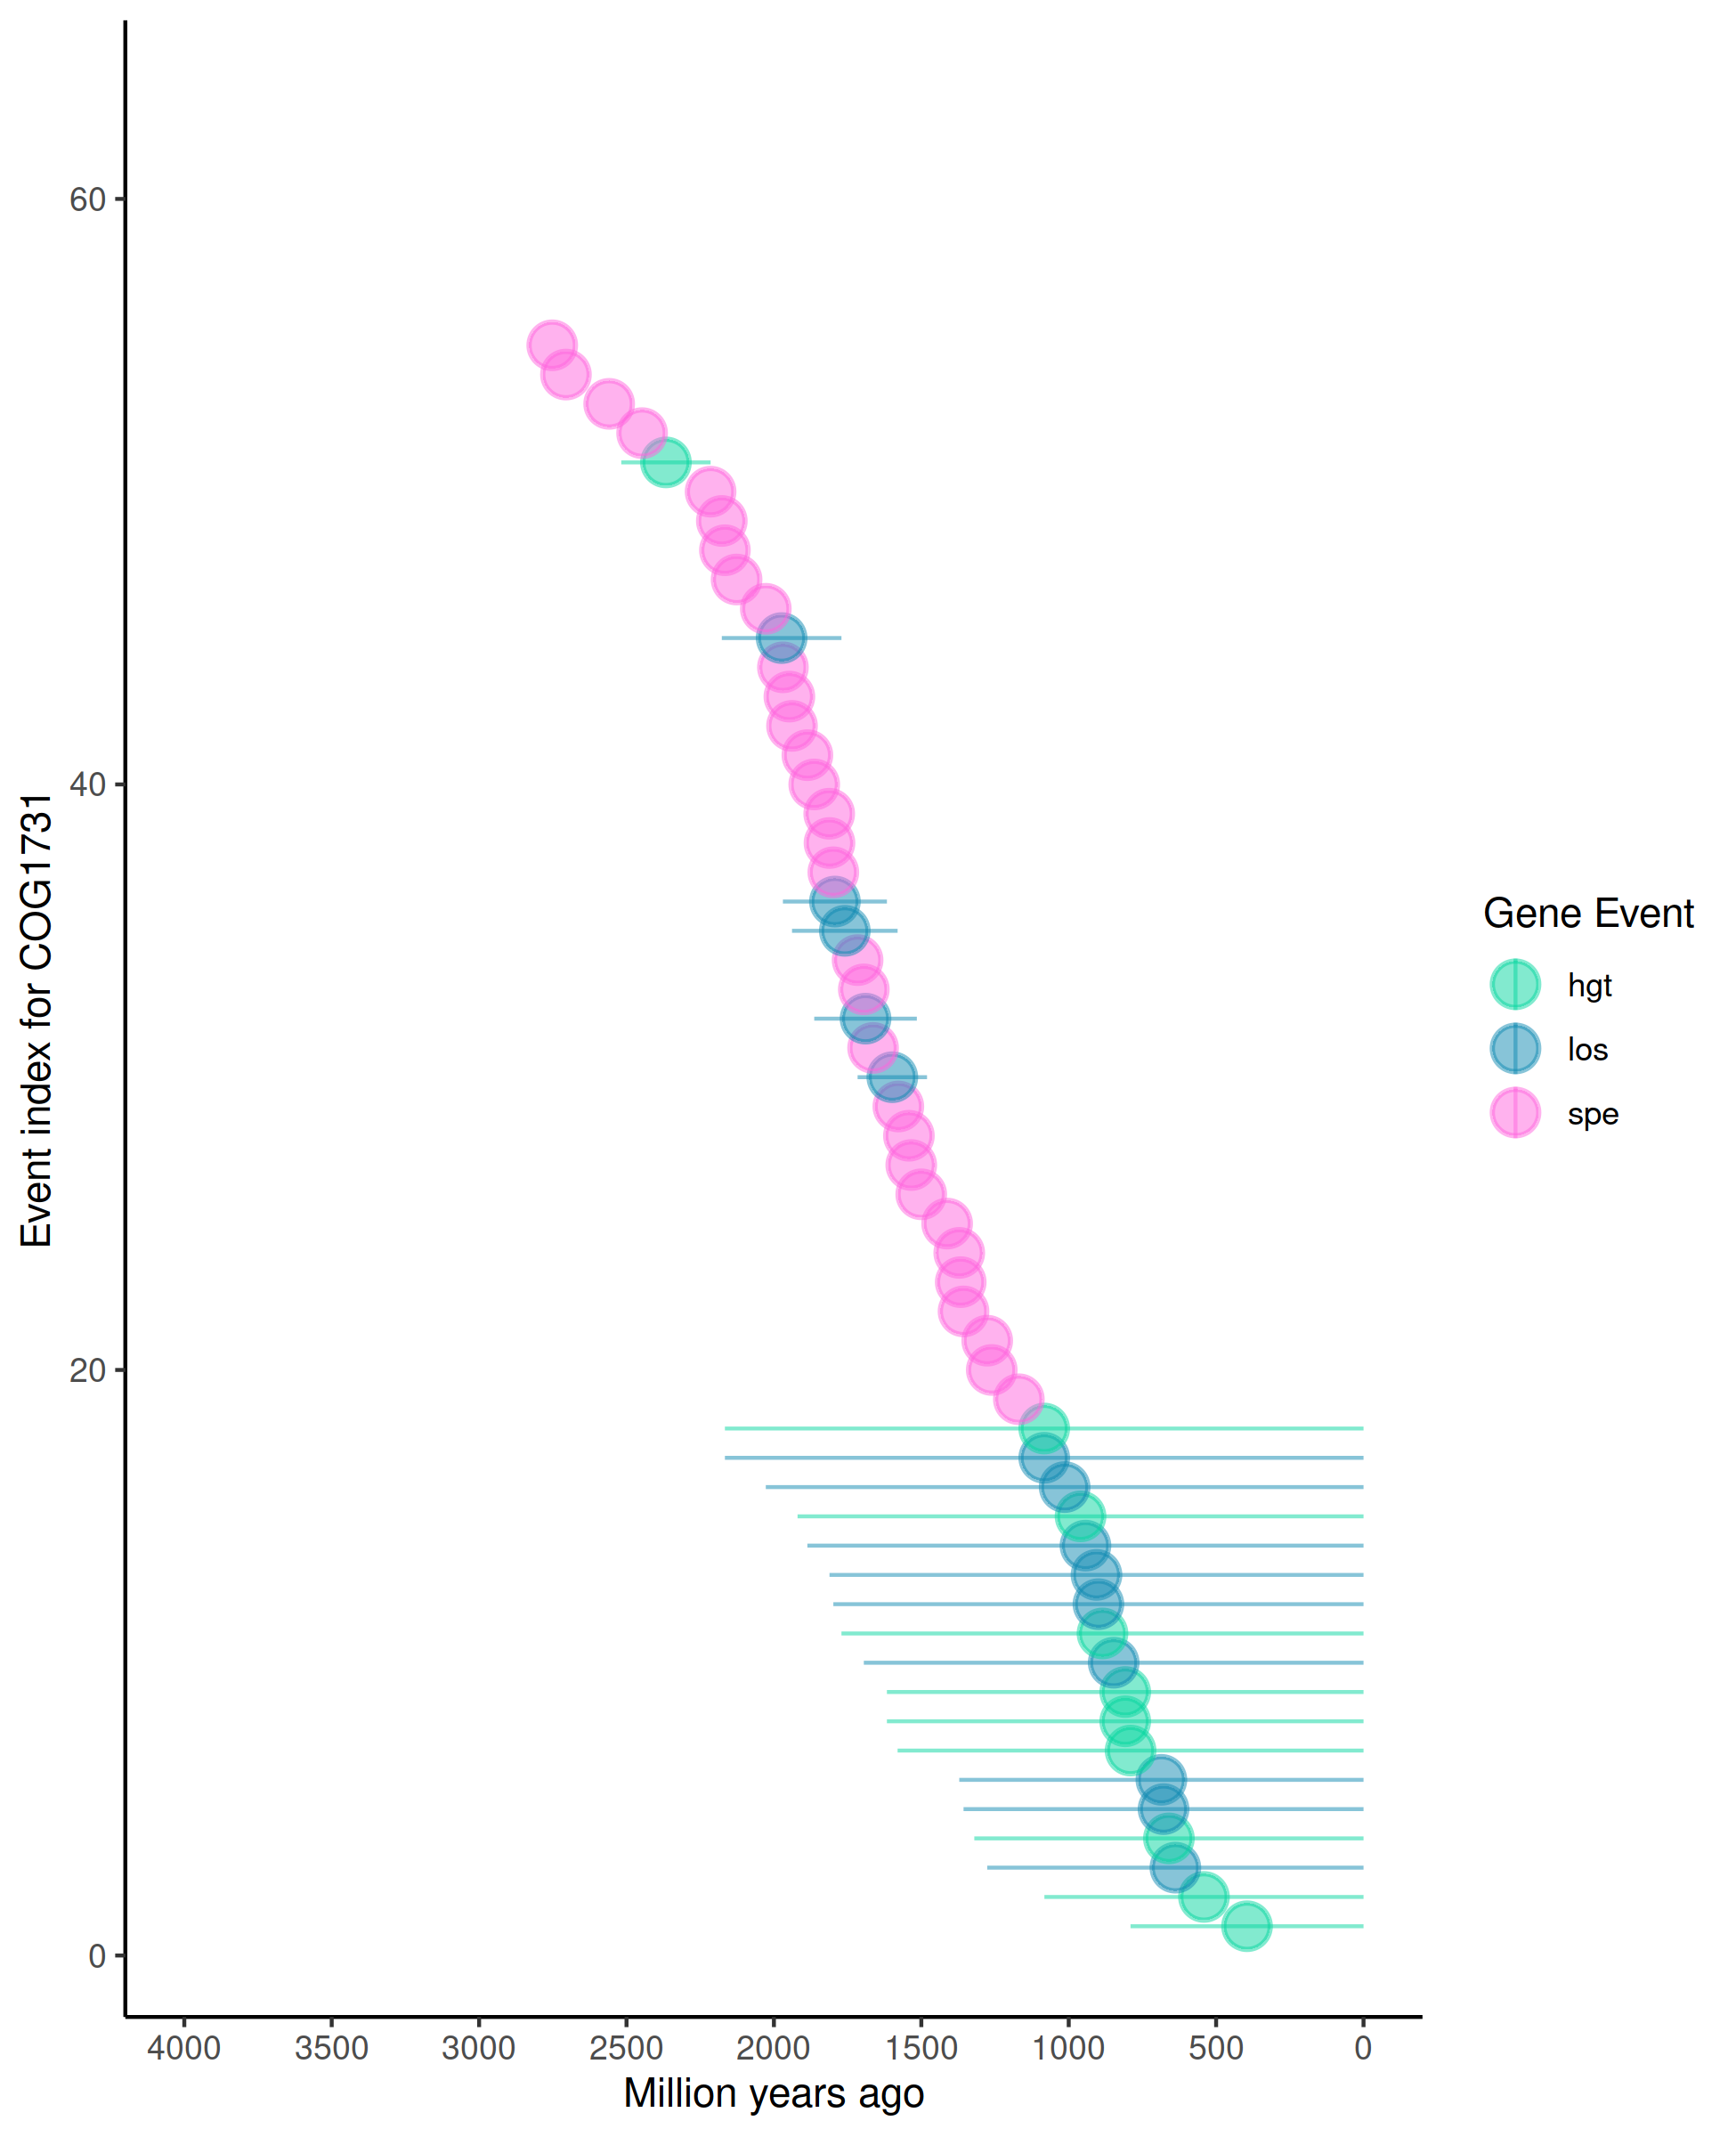 60
40
20
0
Event index for COG1731
4000 3500 3000 2500 2000 1500 1000 500 0
Million years ago
Gene Event
hgt
los
spe